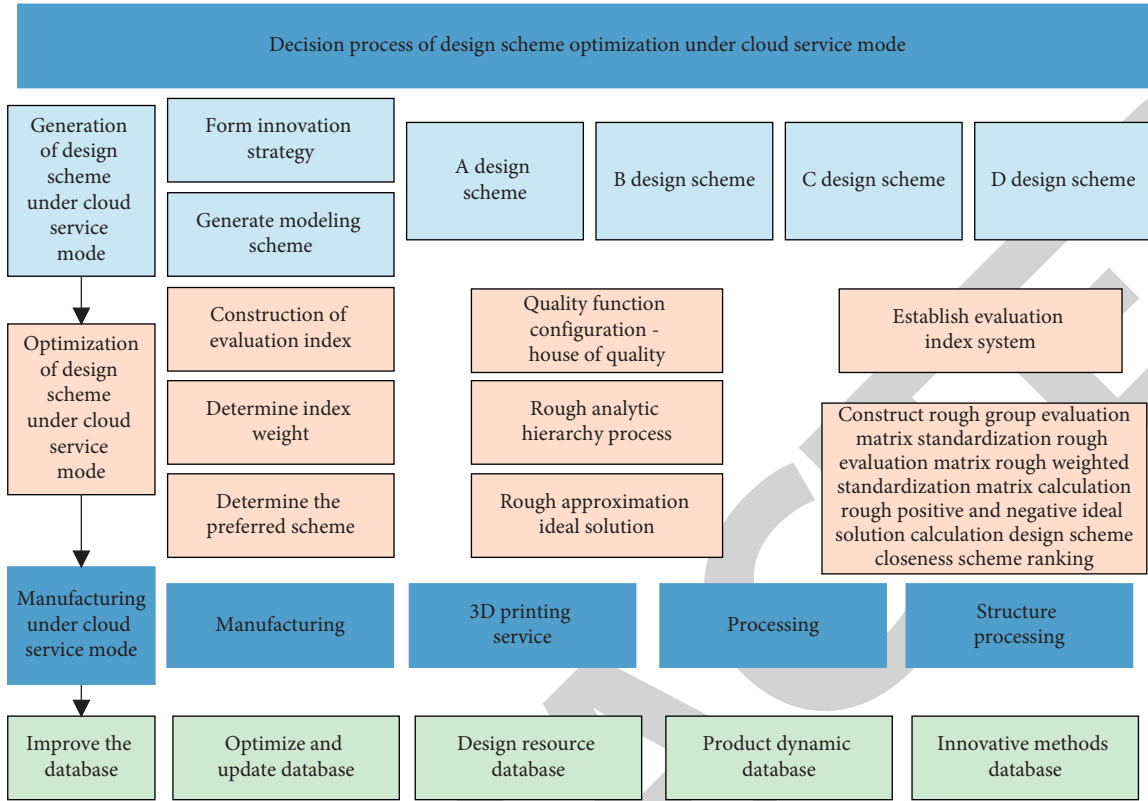 Decision process of design scheme optimization under cloud service mode
Generation
of design
scheme
under cloud
service
mode
Form innovation
strategy
Generate modeling
scheme
A design
scheme
B design scheme
C design scheme
D design scheme
Optimization
of design
scheme
under cloud
service
mode
Construction of
evaluation index
Quality function
configuration -
house of quality
Establish evaluation
index system
Determine index
weight
Rough analytic
hierarchy process
Determine the
preferred scheme
Rough approximation
ideal solution
Construct rough group evaluation
matrix standardization rough
evaluation matrix rough weighted
standardization matrix calculation
rough positive and negative ideal
solution calculation design scheme
closeness scheme ranking
Manufacturing
under cloud
service mode
Manufacturing
3D printing
service
Processing
Structure
processing
Improve the
database
Optimize and
update database
Design resource
database
Product dynamic
database
Innovative methods
database